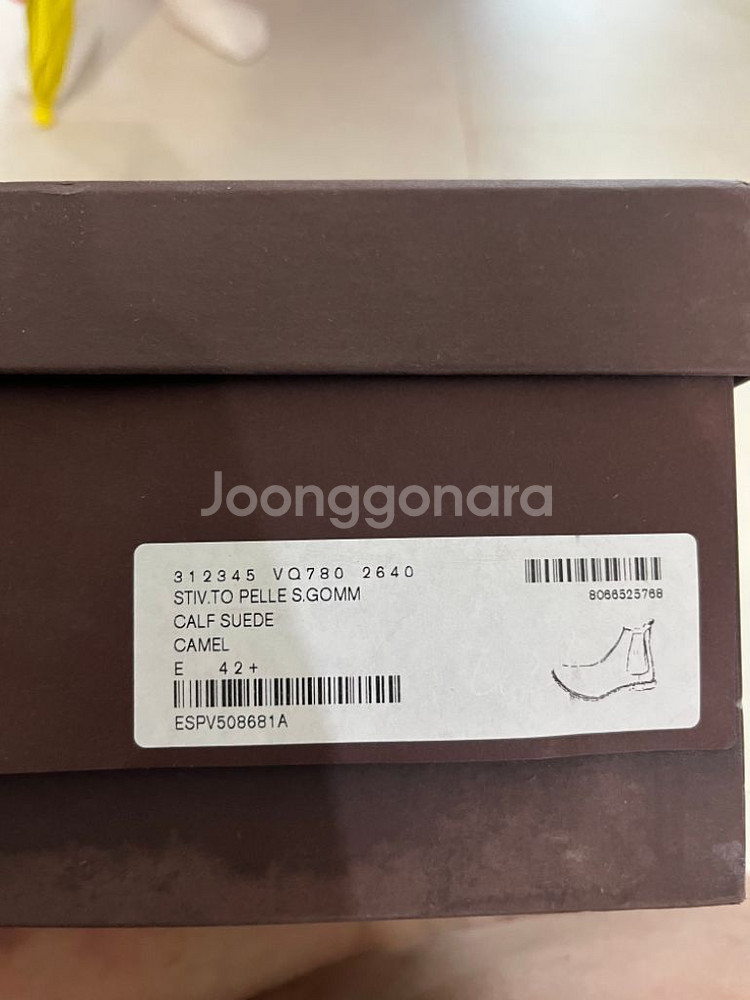 Joonggonara
312345 VQ780 2640
8066525768
STIV.TO PELLE S.GOMM
CALF SUEDE
CAMEL
E 42+
ESPV508681A